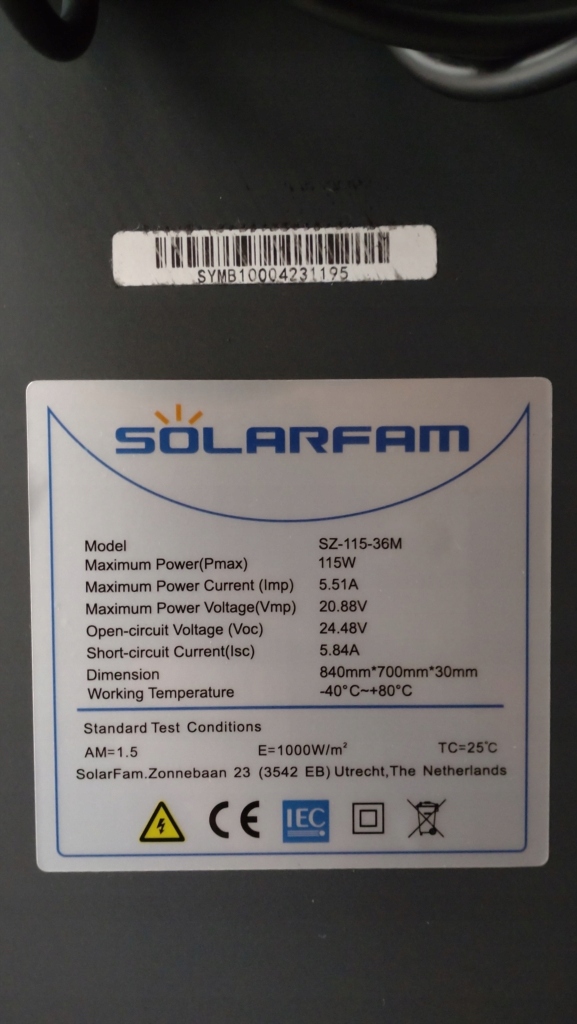 SYMB10004231195
SOLARFAM
Model SZ-115-36M
Maximum Power(Pmax) 115W
Maximum Power Current (Imp) 5.51A
Maximum Power Voltage(Vmp) 20.88V
Open-circuit Voltage (Voc) 24.48V
Short-circuit Current(Isc) 5.84A
Dimension 840mm*700mm*30mm
Working Temperature -40°C~+80°C
Standard Test Conditions
AM=1.5 E=1000W/m² TC=25℃
SolarFam.Zonnebaan 23 (3542 EB) Utrecht,The Netherlands
CE IEC